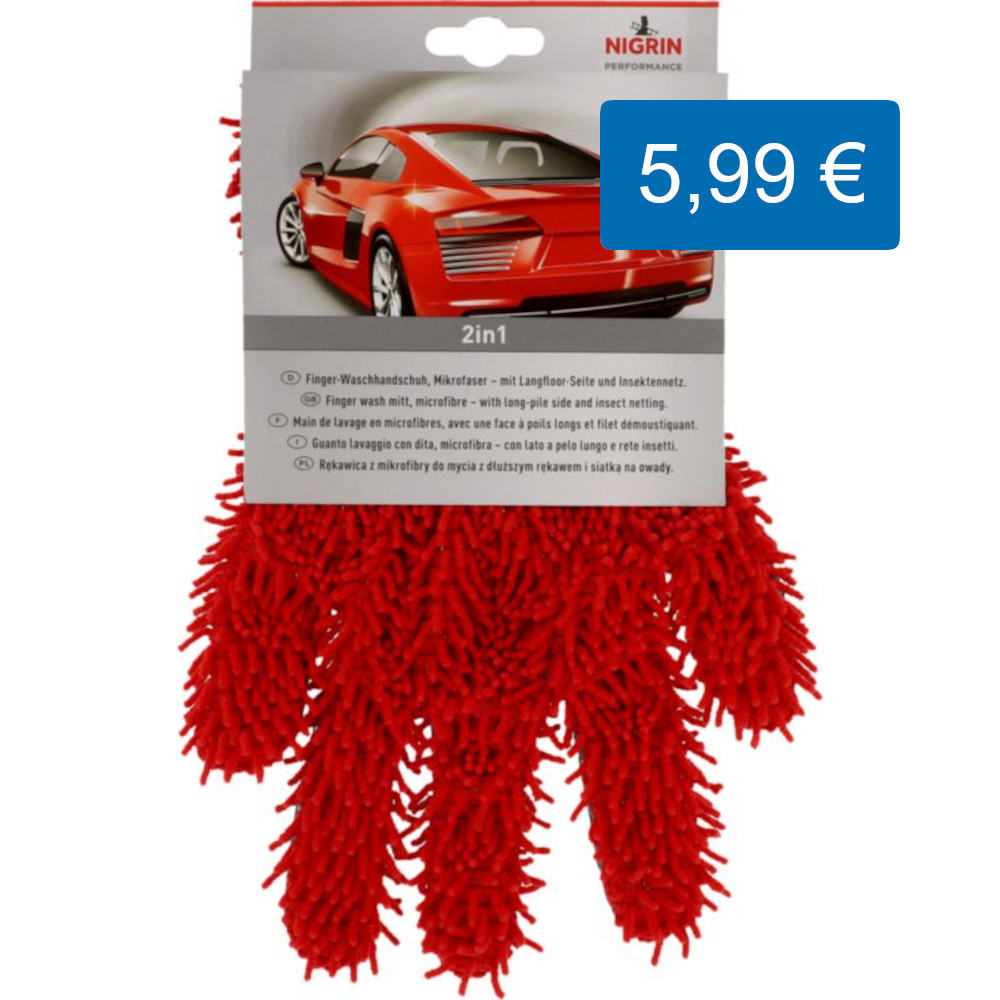 NIGRIN
PERFORMANCE
5,99 €
2in1
D Finger-Waschhandschuh, Mikrofaser – mit Langfloor-Seite und Insektennetz.
GB Finger wash mitt, microfibre – with long-pile side and insect netting.
F Main de lavage en microfibres, avec une face à poils longs et filet démoustiquant.
I Guanto lavaggio con dita, microfibra – con lato a pelo lungo e rete insetti.
PL Rękawica z mikrofibry do mycia z dłuższym rękawem i siatką na owady.